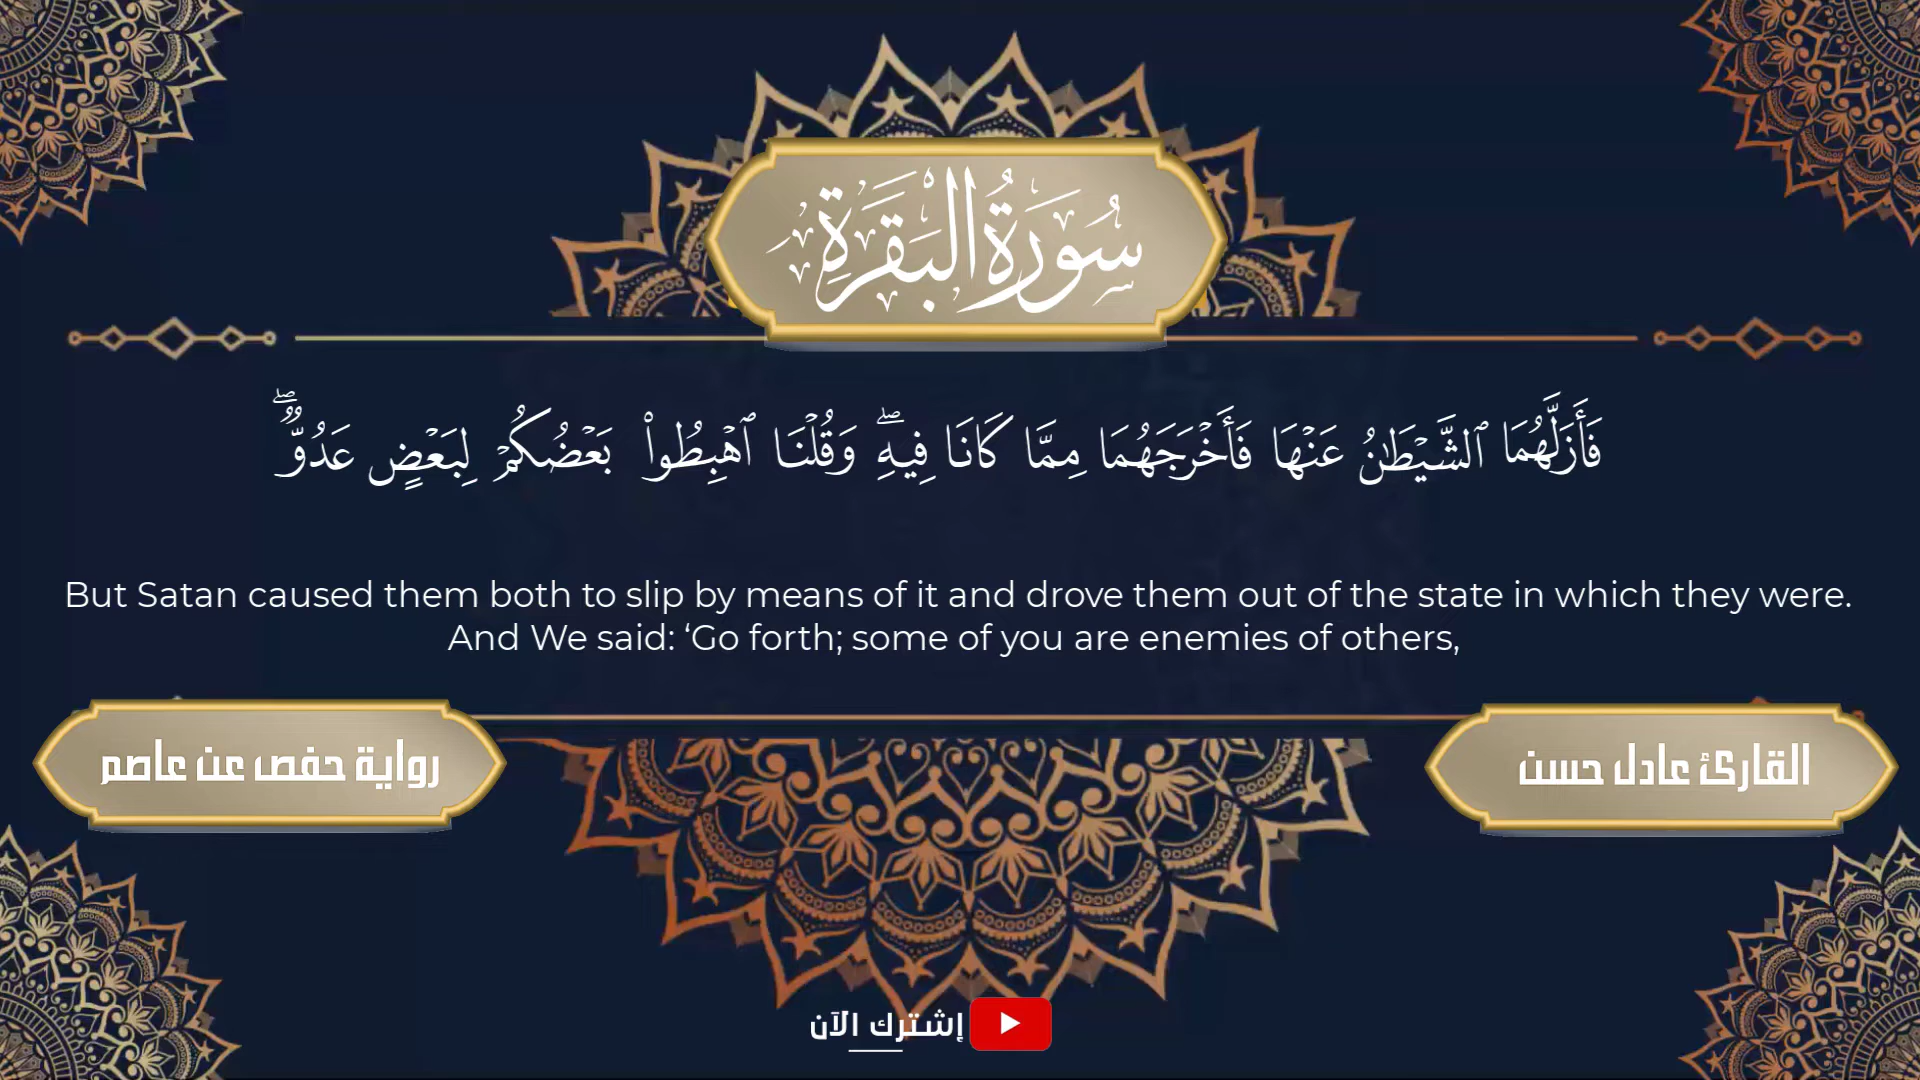 سُورَةُ البَقَرَةِ
فَأَزَلَّهُمَا ٱلشَّيۡطَٰنُ عَنۡهَا فَأَخۡرَجَهُمَا مِمَّا كَانَا فِيهِۖ وَقُلۡنَا ٱهۡبِطُواْ بَعۡضُكُمۡ لِبَعۡضٍ عَدُوّٞۖ
But Satan caused them both to slip by means of it and drove them out of the state in which they were.
And We said: ‘Go forth; some of you are enemies of others,
القارئ عادل حسن
رواية حفص عن عاصم
إشترك الآن